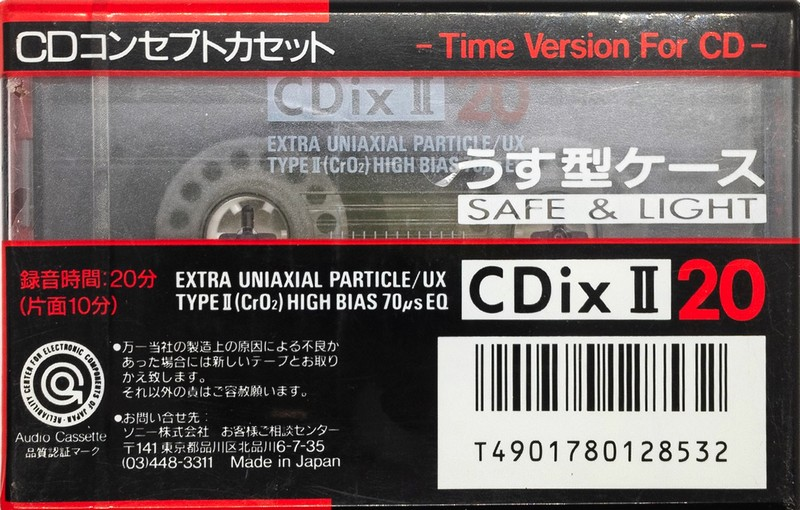 CDコンセプトカセット
- Time Version For CD -
CDix II 20
EXTRA UNIAXIAL PARTICLE/UX
TYPE II (CrO₂) HIGH BIAS
うす型ケース
SAFE & LIGHT
録音時間:20分
(片面10分)
EXTRA UNIAXIAL PARTICLE/UX
TYPE II (CrO₂) HIGH BIAS 70μs EQ
CDix II 20
RELIABILITY CENTER FOR ELECTRONIC COMPONENTS OF JAPAN
Audio Cassette
品質認証マーク
●万一当社の製造上の原因による不良か
あった場合には新しいテープとお取り
かえ致します。
それ以外の責はご容赦願います。
●お問い合せ先:
ソニー株式会社 お客様ご相談センター
〒141 東京都品川区北品川6-7-35
(03)448-3311 Made in Japan
T4901780128532